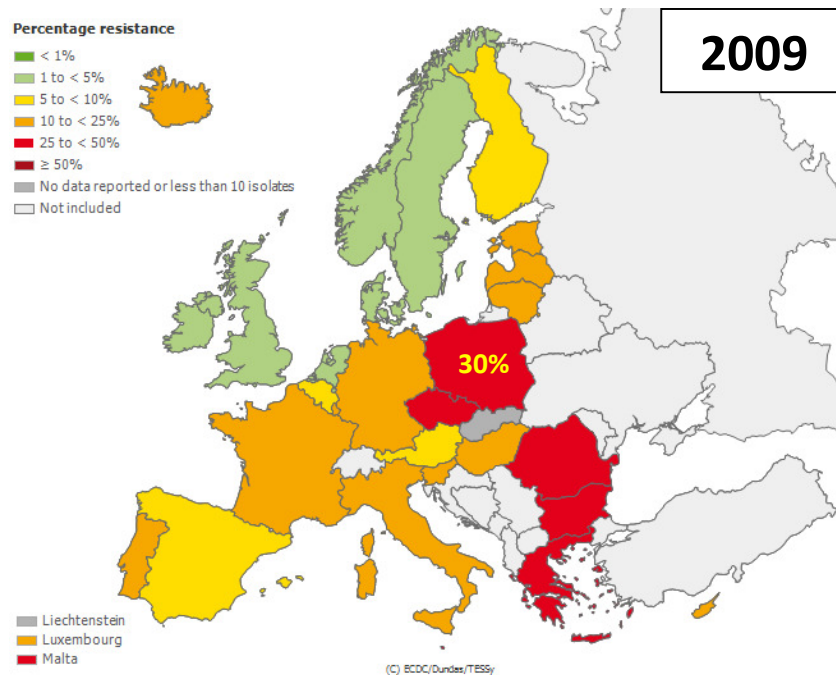 Percentage resistance
< 1%
1 to < 5%
5 to < 10%
10 to < 25%
25 to < 50%
≥ 50%
No data reported or less than 10 isolates
Not included
2009
30%
Liechtenstein
Luxembourg
Malta
(C) ECDC/Dundas/TESSy